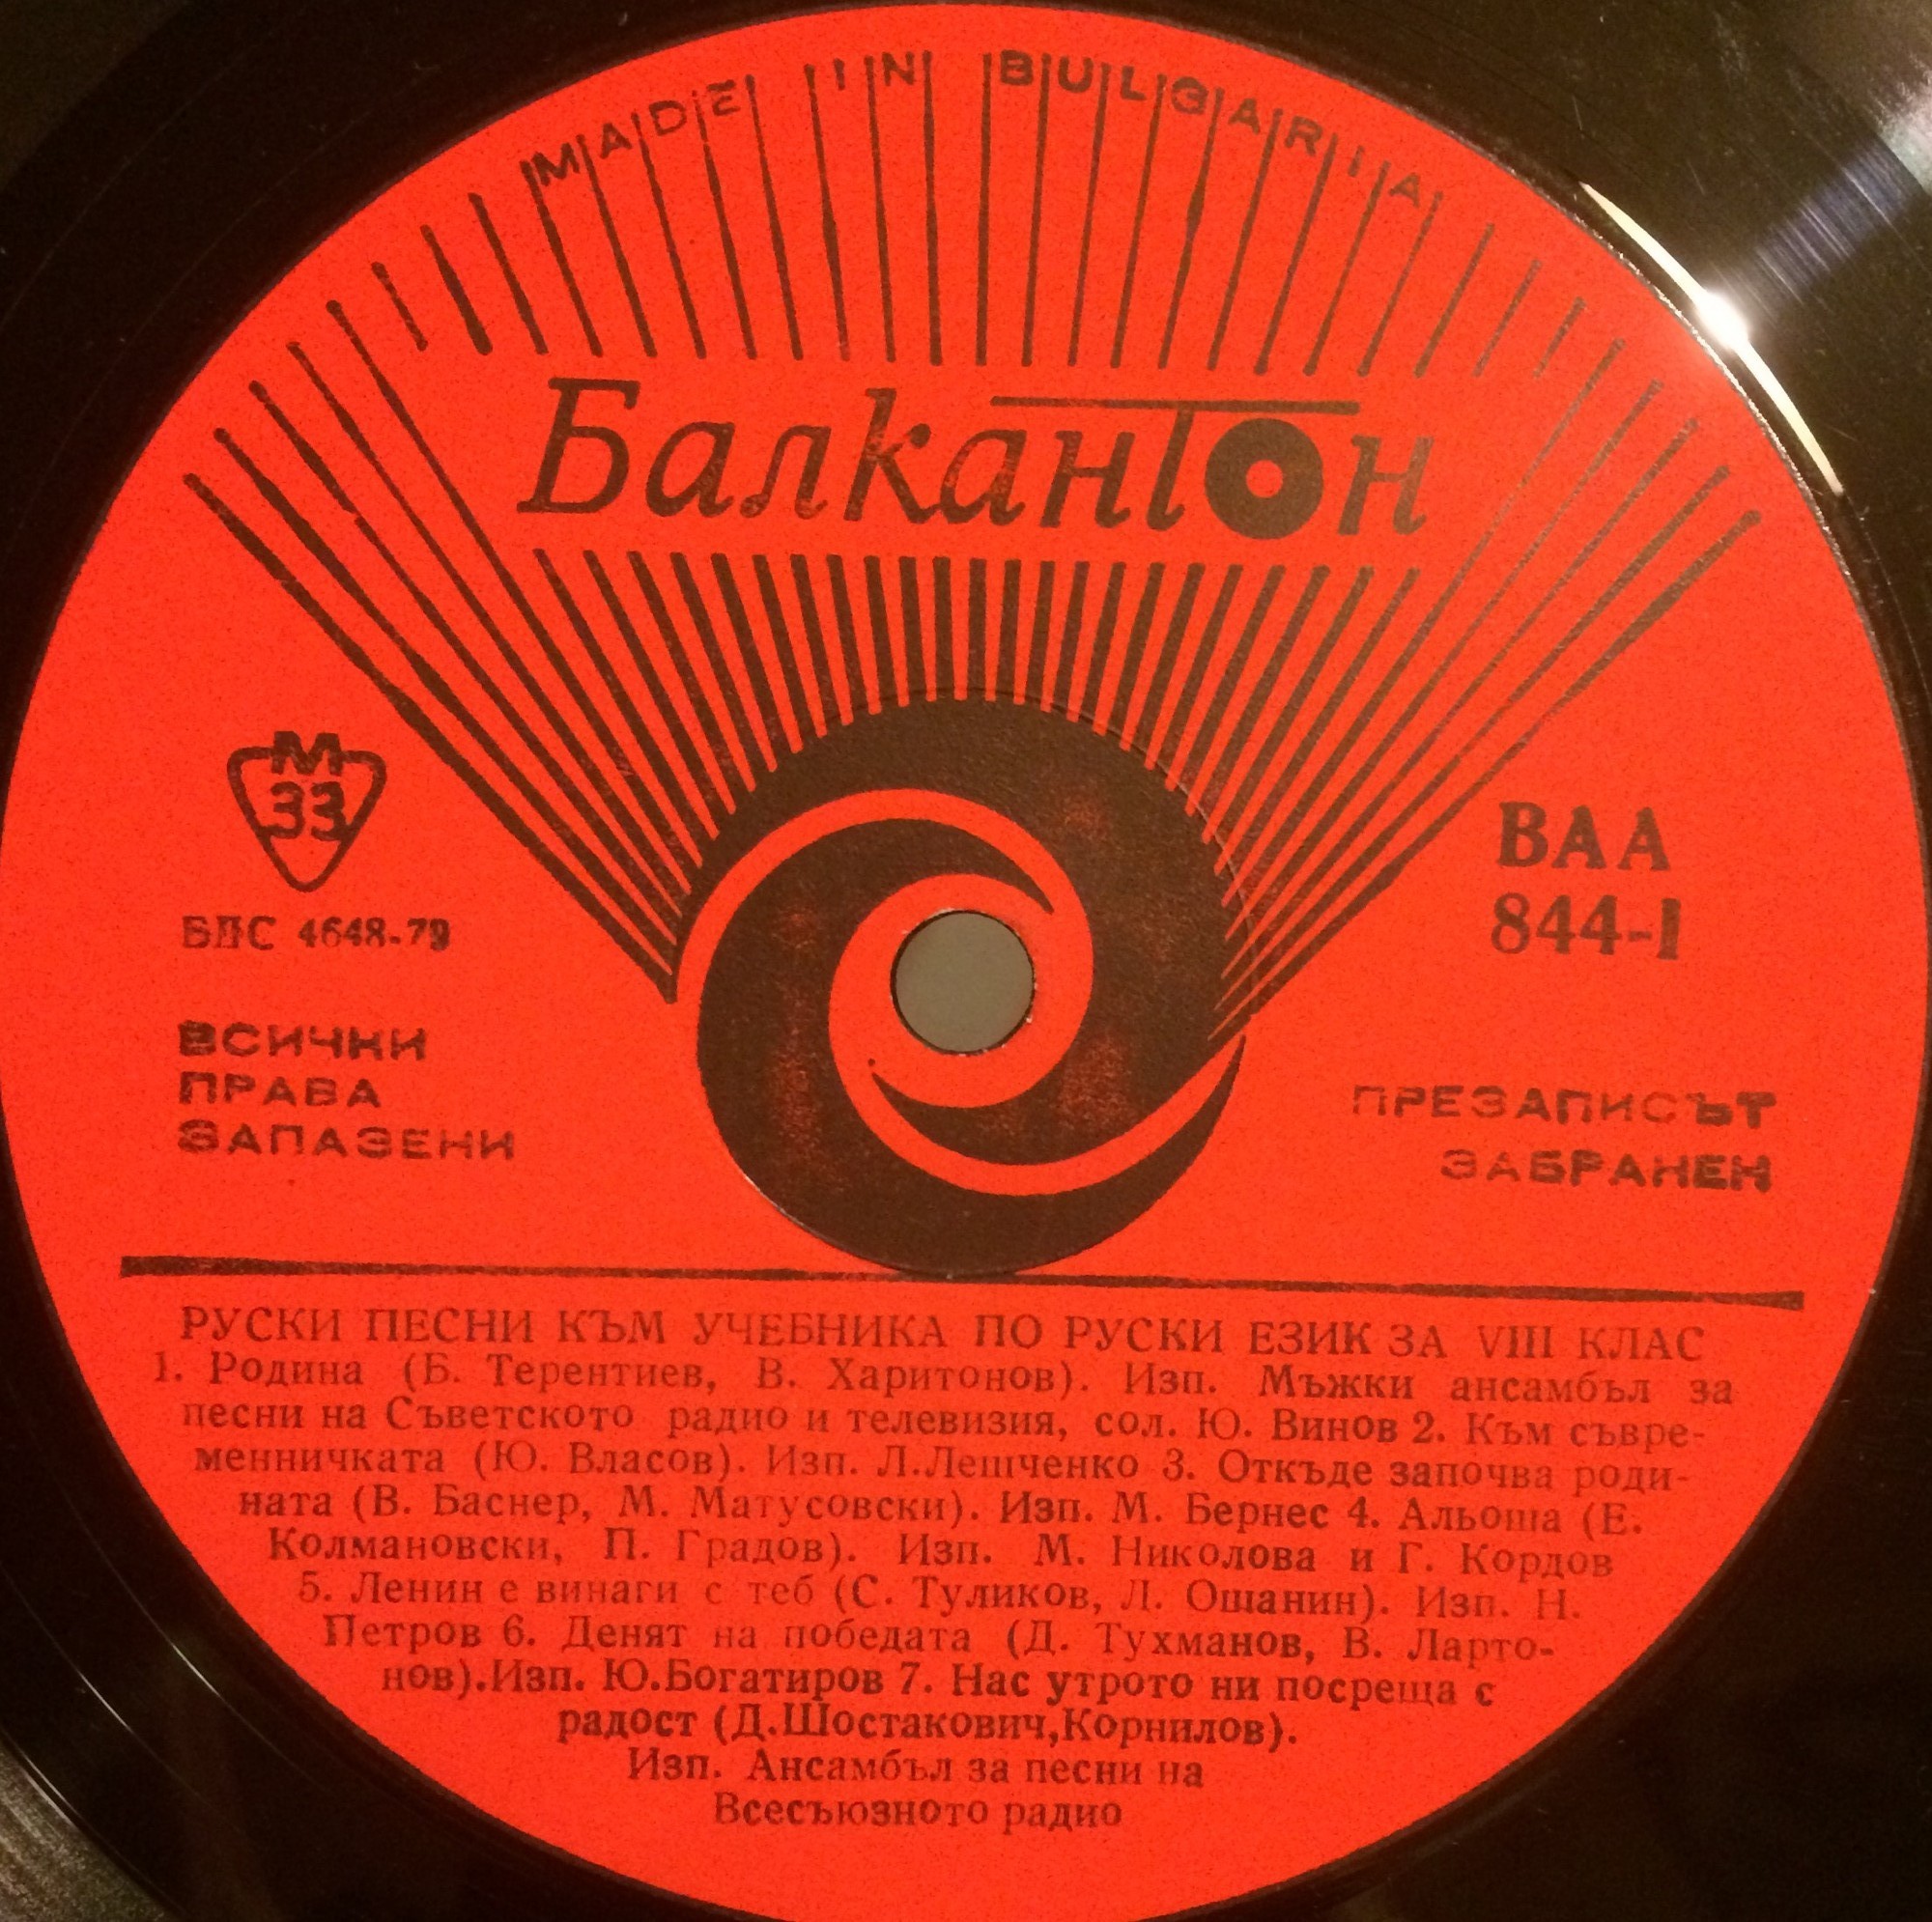 MADE IN BULGARIA
Балкантон
М
33
БДС 4648-79
ВСИЧКИ
ПРАВА
ЗАПАЗЕНИ
ВАА
844-I
ПРЕЗАПИСЪТ
ЗАБРАНЕН
РУСКИ ПЕСНИ КЪМ УЧЕБНИКА ПО РУСКИ ЕЗИК ЗА VIII КЛАС
1. Родина (Б. Терентиев, В. Харитонов). Изп. Мъжки ансамбъл за
песни на Съветското радио и телевизия, сол. Ю. Винов 2. Към съвре-
менничката (Ю. Власов). Изп. Л.Лешченко 3. Откъде започва роди-
ната (В. Баснер, М. Матусовски). Изп. М. Бернес 4. Альоша (Е.
Колмановски, П. Градов). Изп. М. Николова и Г. Кордов
5. Ленин е винаги с теб (С. Туликов, Л. Ошанин). Изп. Н.
Петров 6. Денят на победата (Д. Тухманов, В. Ларто-
нов).Изп. Ю.Богатиров 7. Нас утрото ни посреща с
радост (Д.Шостакович,Корнилов).
Изп. Ансамбъл за песни на
Всесъюзното радио